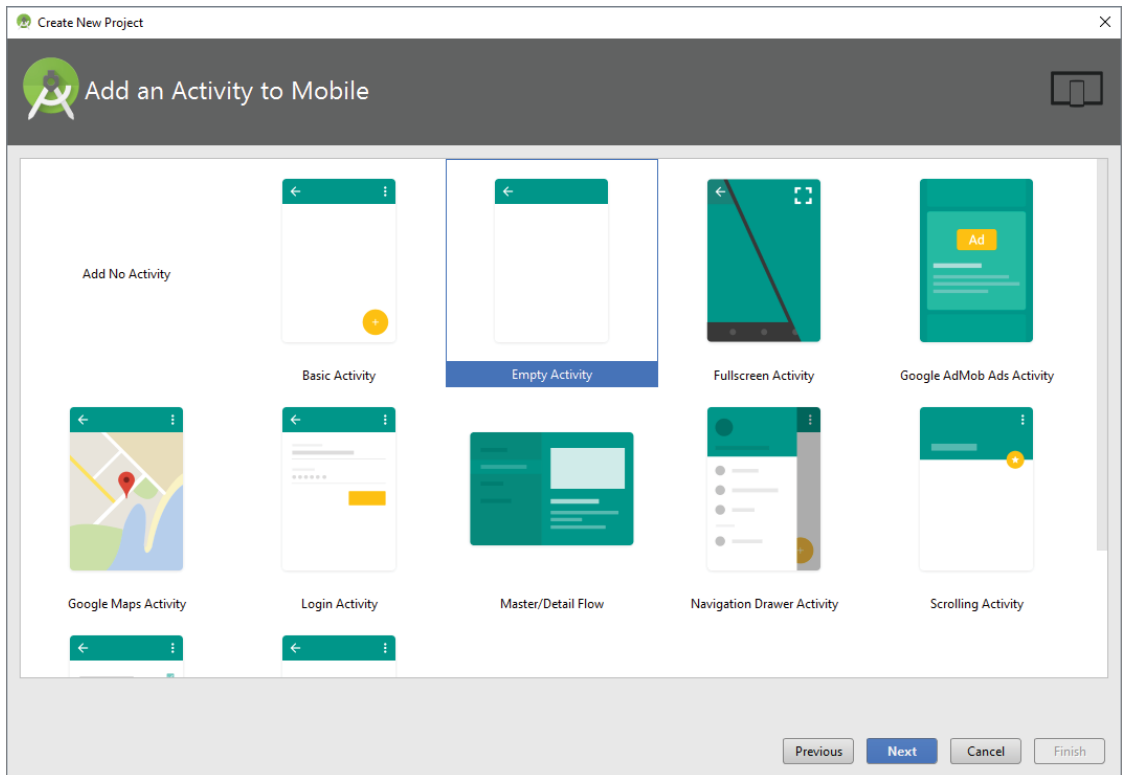 Create New Project
Add an Activity to Mobile
Add No Activity
Basic Activity
Empty Activity
Fullscreen Activity
Ad
Google AdMob Ads Activity
Google Maps Activity
Login Activity
Master/Detail Flow
Navigation Drawer Activity
Scrolling Activity
Previous
Next
Cancel
Finish